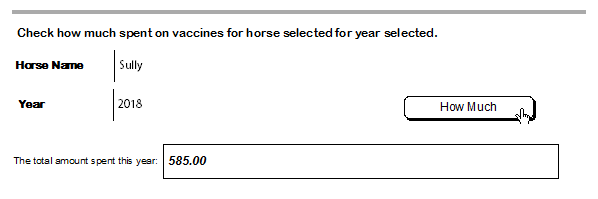 Check how much spent on vaccines for horse selected for year selected.
Horse Name Sully
Year 2018
How Much
The total amount spent this year: 585.00